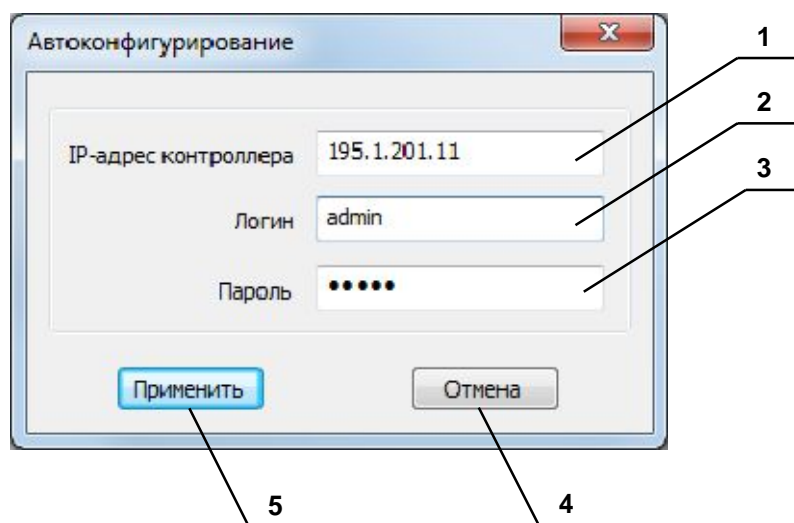 Автоконфигурирование
1
2
IP-адрес контроллера 195.1.201.11
3
Логин admin
Пароль •••••
Применить Отмена
5 4